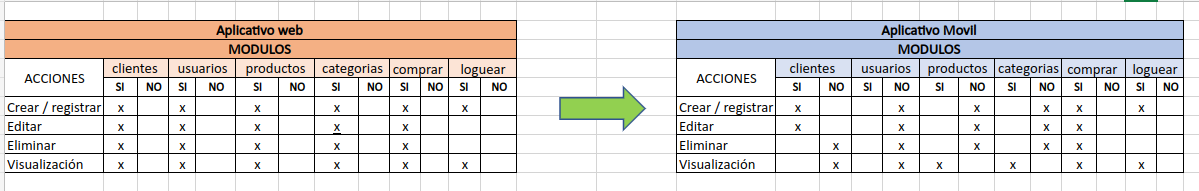 Aplicativo web
MODULOS
ACCIONES clientes usuarios productos categorias comprar loguear
SI NO SI NO SI NO SI NO SI NO SI NO
Crear / registrar x x x x x x
Editar x x x x x
Eliminar x x x x x
Visualización x x x x x x
Aplicativo Movil
MODULOS
ACCIONES clientes usuarios productos categorias comprar loguear
SI NO SI NO SI NO SI NO SI NO SI NO
Crear / registrar x x x x x x
Editar x x x x x
Eliminar x x x x x
Visualización x x x x x x